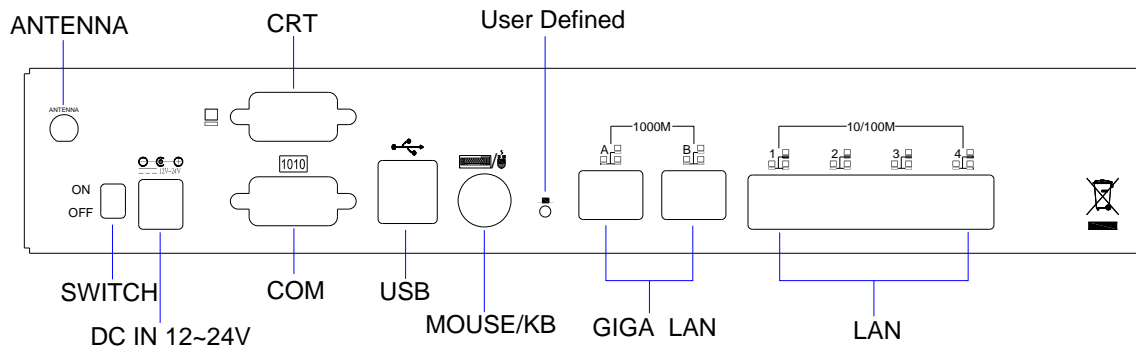 ANTENNA
CRT
User Defined
ANTENNA
1000M
10/100M
A
B
1
2
3
4
1010
12V~24V
ON
OFF
SWITCH
COM
USB
DC IN 12~24V
MOUSE/KB
GIGA LAN
LAN